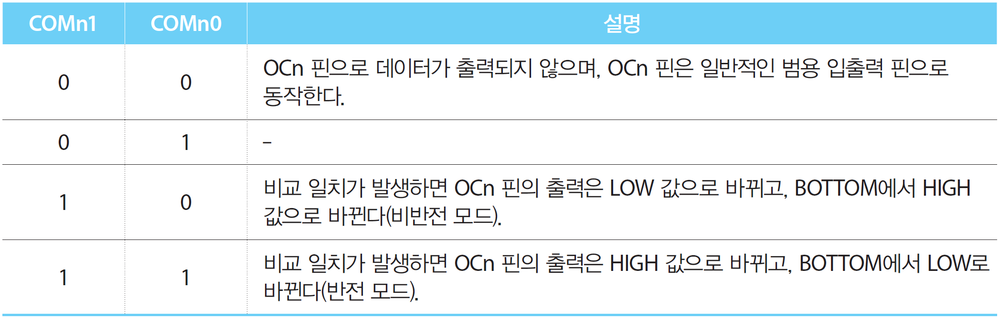 COMn1 COMn0 설명
0 0 OCn 핀으로 데이터가 출력되지 않으며, OCn 핀은 일반적인 범용 입출력 핀으로
동작한다.
0 1 –
1 0 비교 일치가 발생하면 OCn 핀의 출력은 LOW 값으로 바뀌고, BOTTOM에서 HIGH
값으로 바뀐다(비반전 모드).
1 1 비교 일치가 발생하면 OCn 핀의 출력은 HIGH 값으로 바뀌고, BOTTOM에서 LOW로
바뀐다(반전 모드).